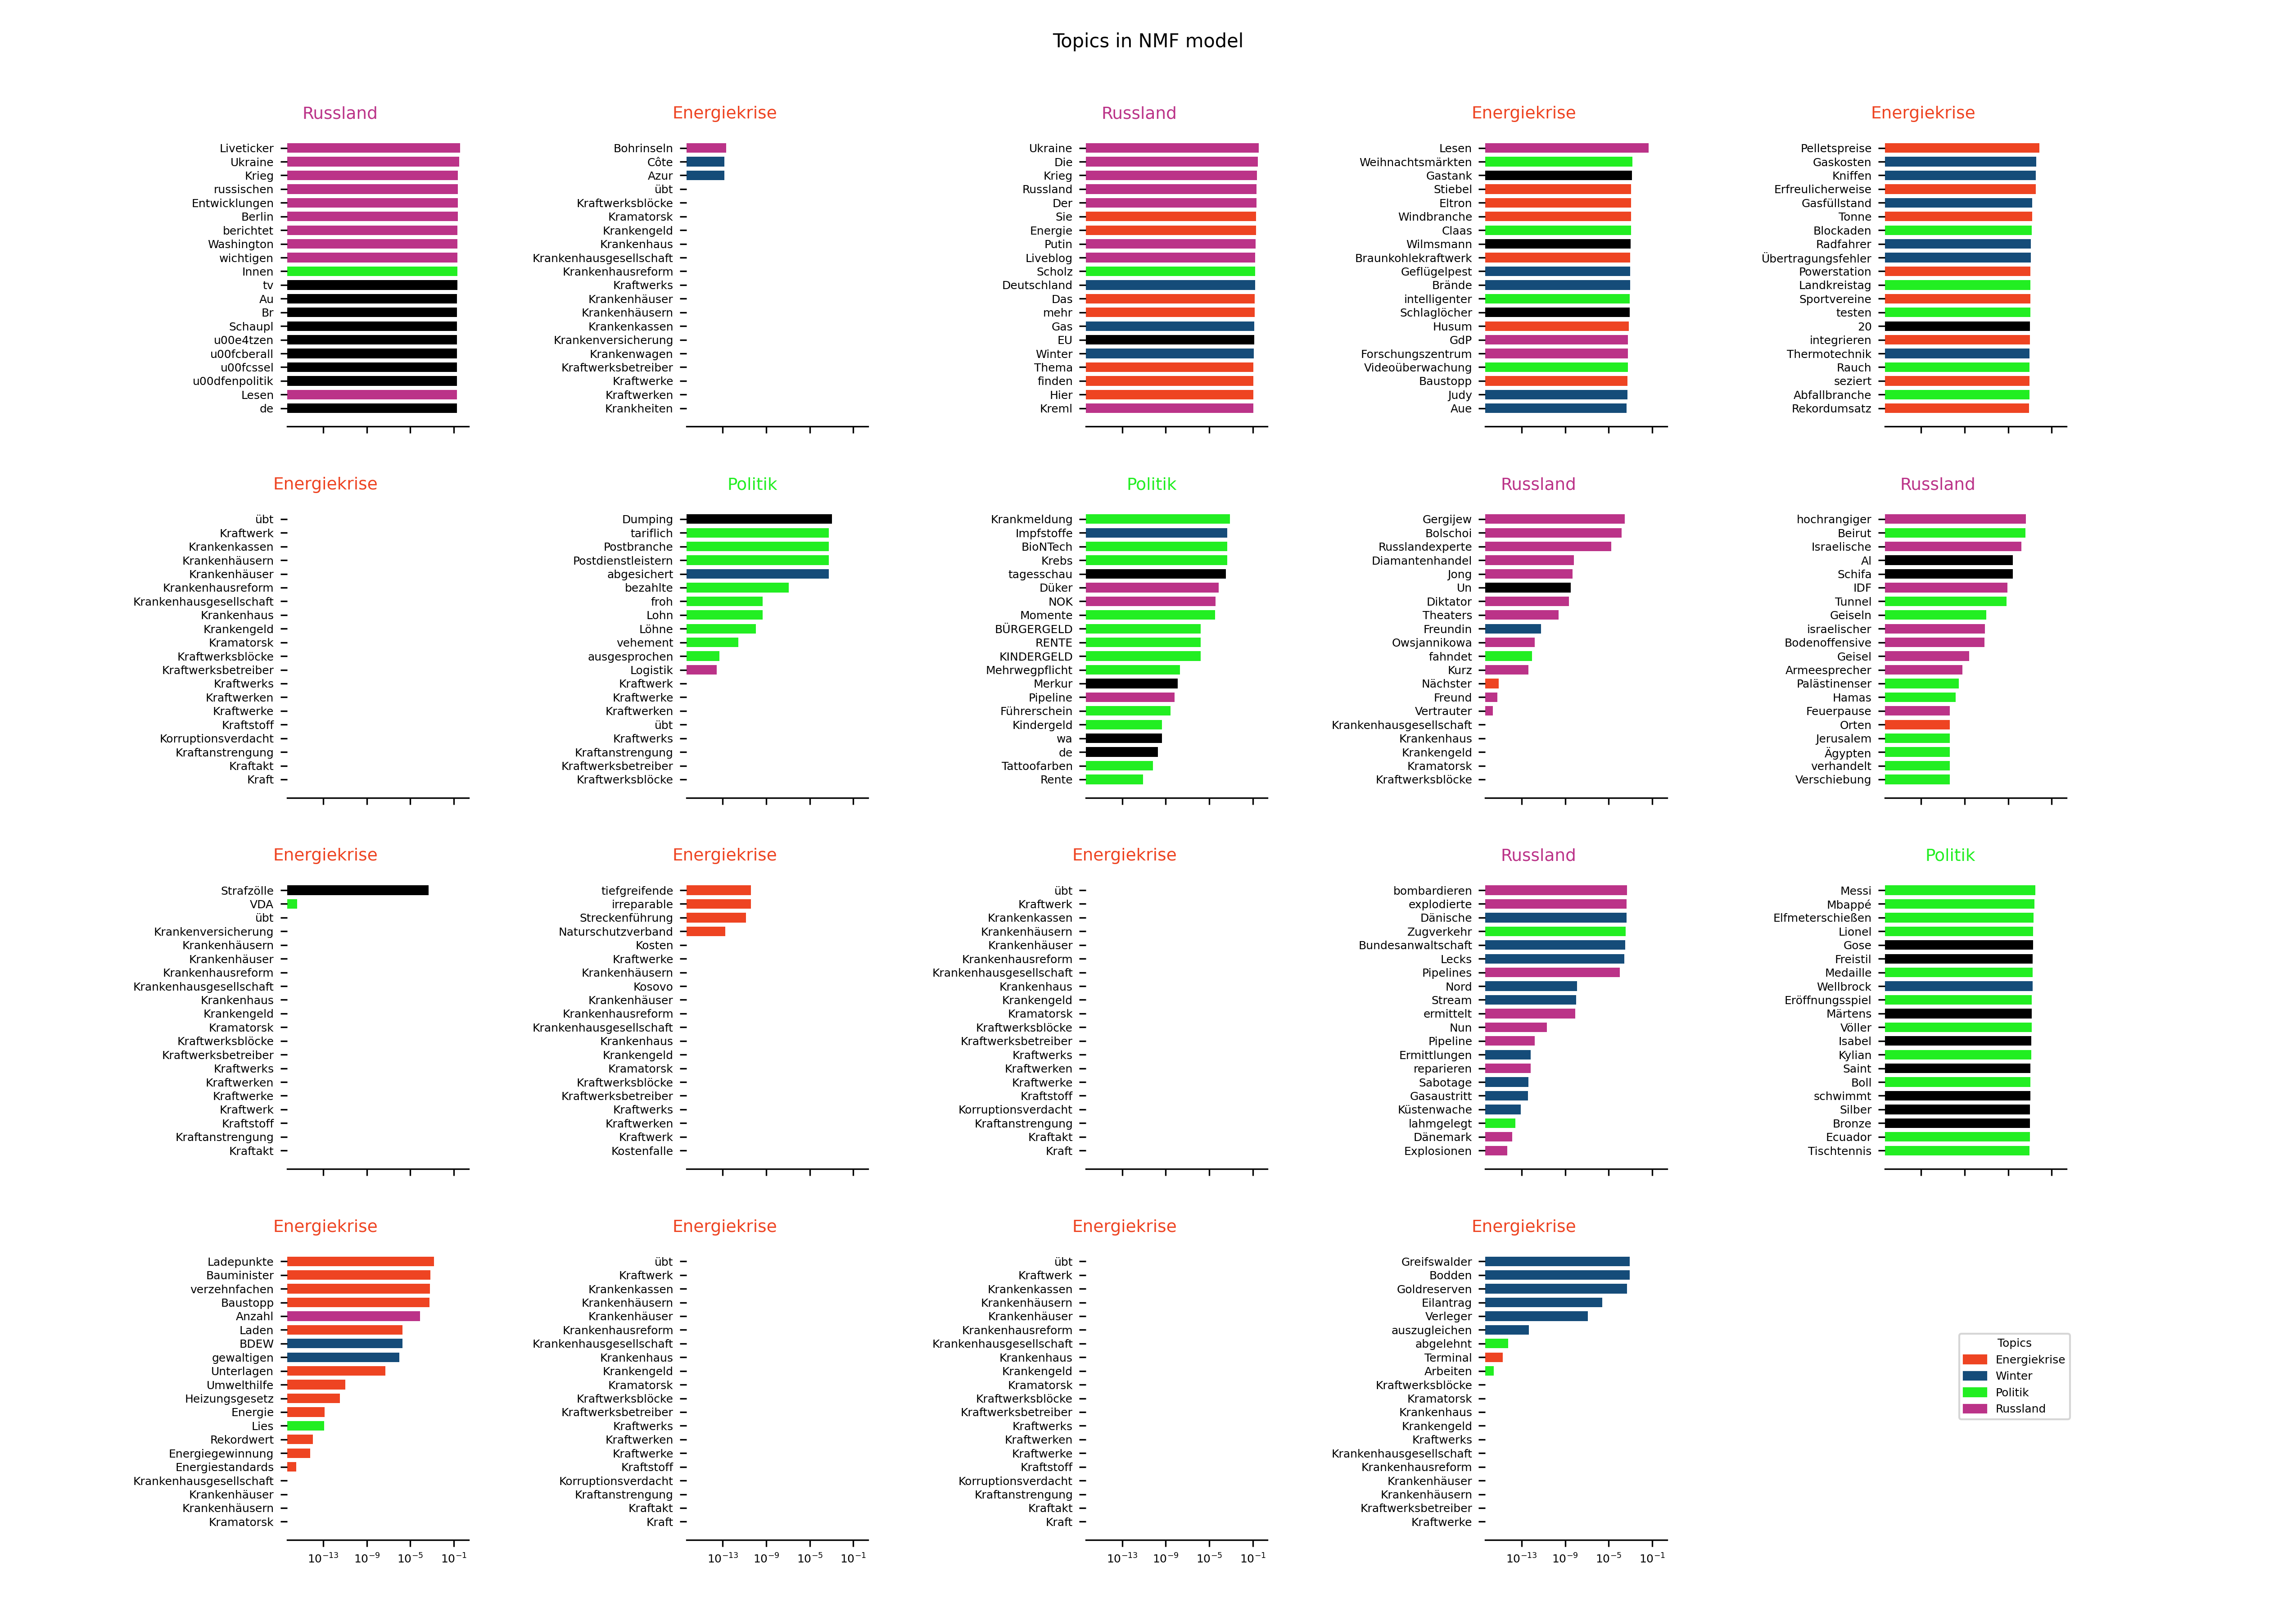 Topics in NMF model
Russland
Liveticker
Ukraine
Krieg
russischen
Entwicklungen
Berlin
berichtet
Washington
wichtigen
Innen
tv
Au
Br
Schaupl
u00e4tzen
u00fcberall
u00fcssel
u00dfenpolitik
Lesen
de
Energiekrise
Bohrinseln
Côte
Azur
übt
Kraftwerksblöcke
Kramatorsk
Krankengeld
Krankenhaus
Krankenhausgesellschaft
Krankenhausreform
Kraftwerks
Krankenhäuser
Krankenhäusern
Krankenkassen
Krankenversicherung
Krankenwagen
Kraftwerksbetreiber
Kraftwerke
Kraftwerken
Krankheiten
Russland
Ukraine
Die
Krieg
Russland
Der
Sie
Energie
Putin
Liveblog
Scholz
Deutschland
Das
mehr
Gas
EU
Winter
Thema
finden
Hier
Kreml
Energiekrise
Lesen
Weihnachtsmärkten
Gastank
Stiebel
Eltron
Windbranche
Claas
Wilmsmann
Braunkohlekraftwerk
Geflügelpest
Brände
intelligenter
Schlaglöcher
Husum
GdP
Forschungszentrum
Videoüberwachung
Baustopp
Judy
Aue
Energiekrise
Pelletspreise
Gaskosten
Kniffen
Erfreulicherweise
Gasfüllstand
Tonne
Blockaden
Radfahrer
Übertragungsfehler
Powerstation
Landkreistag
Sportvereine
testen
20
integrieren
Thermotechnik
Rauch
seziert
Abfallbranche
Rekordumsatz
Energiekrise
übt
Kraftwerk
Krankenkassen
Krankenhäusern
Krankenhäuser
Krankenhausreform
Krankenhausgesellschaft
Krankenhaus
Krankengeld
Kramatorsk
Kraftwerksblöcke
Kraftwerksbetreiber
Kraftwerks
Kraftwerken
Kraftwerke
Kraftstoff
Korruptionsverdacht
Kraftanstrengung
Kraftakt
Kraft
Politik
Dumping
tariflich
Postbranche
Postdienstleistern
abgesichert
bezahlte
froh
Lohn
Löhne
vehement
ausgesprochen
Logistik
Kraftwerk
Kraftwerke
Kraftwerken
übt
Kraftwerks
Kraftanstrengung
Kraftwerksbetreiber
Kraftwerksblöcke
Politik
Krankmeldung
Impfstoffe
BioNTech
Krebs
tagesschau
Düker
NOK
Momente
BÜRGERGELD
RENTE
KINDERGELD
Mehrwegpflicht
Merkur
Pipeline
Führerschein
Kindergeld
wa
de
Tattoofarben
Rente
Russland
Gergijew
Bolschoi
Russlandexperte
Diamantenhandel
Jong
Un
Diktator
Theaters
Freundin
Owsjannikowa
fahndet
Kurz
Nächster
Freund
Vertrauter
Krankenhausgesellschaft
Krankenhaus
Krankengeld
Kramatorsk
Kraftwerksblöcke
Russland
hochrangiger
Beirut
Israelische
Al
Schifa
IDF
Tunnel
Geiseln
israelischer
Bodenoffensive
Geisel
Armeesprecher
Palästinenser
Hamas
Feuerpause
Orten
Jerusalem
Ägypten
verhandelt
Verschiebung
Energiekrise
Strafzölle
VDA
übt
Krankenversicherung
Krankenhäusern
Krankenhäuser
Krankenhausreform
Krankenhausgesellschaft
Krankenhaus
Krankengeld
Kramatorsk
Kraftwerksblöcke
Kraftwerksbetreiber
Kraftwerks
Kraftwerken
Kraftwerke
Kraftwerk
Kraftstoff
Kraftanstrengung
Kraftakt
Energiekrise
tiefgreifende
irreparable
Streckenführung
Naturschutzverband
Kosten
Kraftwerke
Krankenhäusern
Kosovo
Krankenhäuser
Krankenhausreform
Krankenhausgesellschaft
Krankenhaus
Krankengeld
Kramatorsk
Kraftwerksblöcke
Kraftwerksbetreiber
Kraftwerks
Kraftwerken
Kraftwerk
Kostenfalle
Energiekrise
übt
Kraftwerk
Krankenkassen
Krankenhäusern
Krankenhäuser
Krankenhausreform
Krankenhausgesellschaft
Krankenhaus
Krankengeld
Kramatorsk
Kraftwerksblöcke
Kraftwerksbetreiber
Kraftwerks
Kraftwerken
Kraftwerke
Kraftstoff
Korruptionsverdacht
Kraftanstrengung
Kraftakt
Kraft
Russland
bombardieren
explodierte
Dänische
Zugverkehr
Bundesanwaltschaft
Lecks
Pipelines
Nord
Stream
ermittelt
Nun
Pipeline
Ermittlungen
reparieren
Sabotage
Gasaustritt
Küstenwache
lahmgelegt
Dänemark
Explosionen
Politik
Messi
Mbappé
Elfmeterschießen
Lionel
Gose
Freistil
Medaille
Wellbrock
Eröffnungsspiel
Märtens
Völler
Isabel
Kylian
Saint
Boll
schwimmt
Silber
Bronze
Ecuador
Tischtennis
Energiekrise
Ladepunkte
Bauminister
verzehnfachen
Baustopp
Anzahl
Laden
BDEW
gewaltigen
Unterlagen
Umwelthilfe
Heizungsgesetz
Energie
Lies
Rekordwert
Energiegewinnung
Energiestandards
Krankenhausgesellschaft
Krankenhäuser
Krankenhäusern
Kramatorsk
10⁻¹³ 10⁻⁹ 10⁻⁵ 10⁻¹
Energiekrise
übt
Kraftwerk
Krankenkassen
Krankenhäusern
Krankenhäuser
Krankenhausreform
Krankenhausgesellschaft
Krankenhaus
Krankengeld
Kramatorsk
Kraftwerksblöcke
Kraftwerksbetreiber
Kraftwerks
Kraftwerken
Kraftwerke
Kraftstoff
Korruptionsverdacht
Kraftanstrengung
Kraftakt
Kraft
10⁻¹³ 10⁻⁹ 10⁻⁵ 10⁻¹
Energiekrise
übt
Kraftwerk
Krankenkassen
Krankenhäusern
Krankenhäuser
Krankenhausreform
Krankenhausgesellschaft
Krankenhaus
Krankengeld
Kramatorsk
Kraftwerksblöcke
Kraftwerksbetreiber
Kraftwerks
Kraftwerken
Kraftwerke
Kraftstoff
Korruptionsverdacht
Kraftanstrengung
Kraftakt
Kraft
10⁻¹³ 10⁻⁹ 10⁻⁵ 10⁻¹
Energiekrise
Greifswalder
Bodden
Goldreserven
Eilantrag
Verleger
auszugleichen
abgelehnt
Terminal
Arbeiten
Kraftwerksblöcke
Kramatorsk
Krankenhaus
Krankengeld
Kraftwerks
Krankenhausgesellschaft
Krankenhausreform
Krankenhäuser
Krankenhäusern
Kraftwerksbetreiber
Kraftwerke
10⁻¹³ 10⁻⁹ 10⁻⁵ 10⁻¹
Topics
Energiekrise
Winter
Politik
Russland